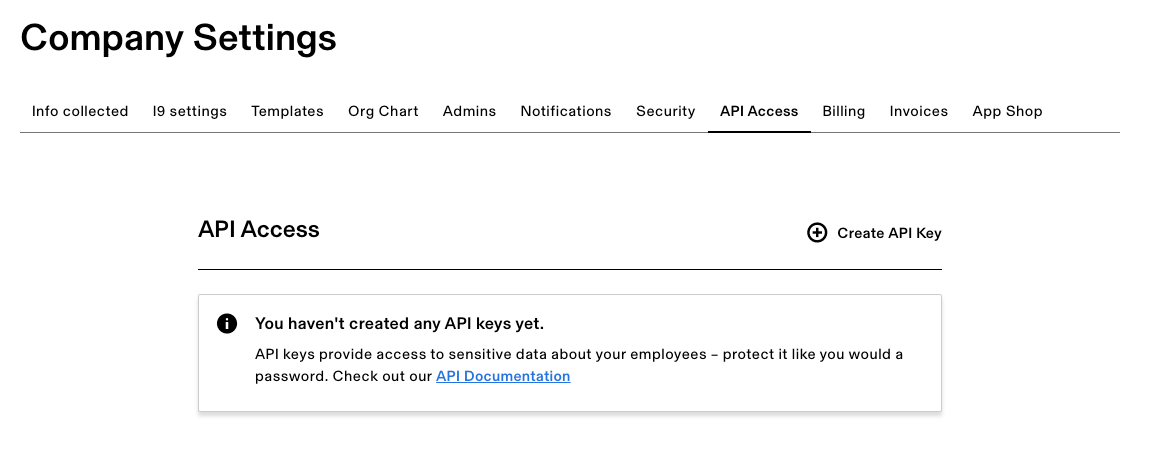 Company Settings
Info collected I9 settings Templates Org Chart Admins Notifications Security API Access Billing Invoices App Shop
API Access
Create API Key
You haven't created any API keys yet.
API keys provide access to sensitive data about your employees – protect it like you would a
password. Check out our API Documentation